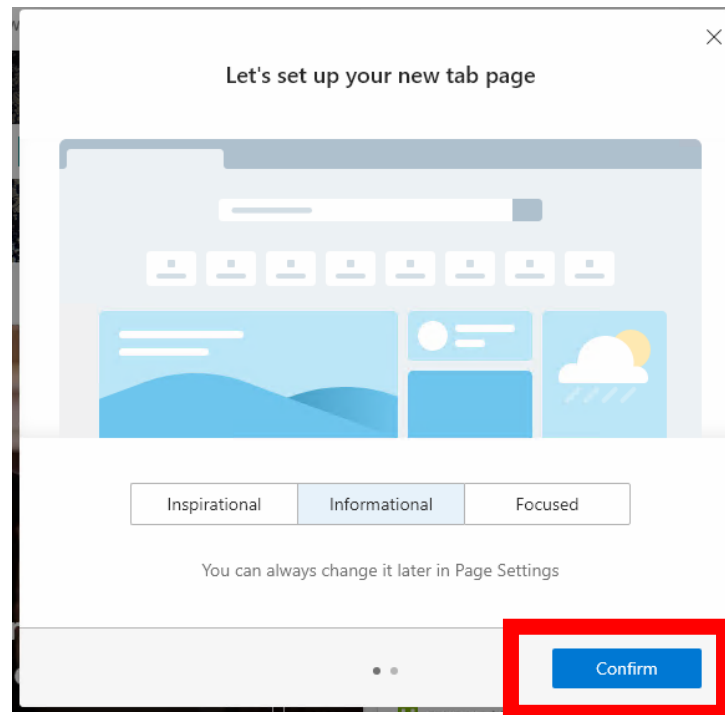 Let's set up your new tab page
Inspirational
Informational
Focused
You can always change it later in Page Settings
Confirm